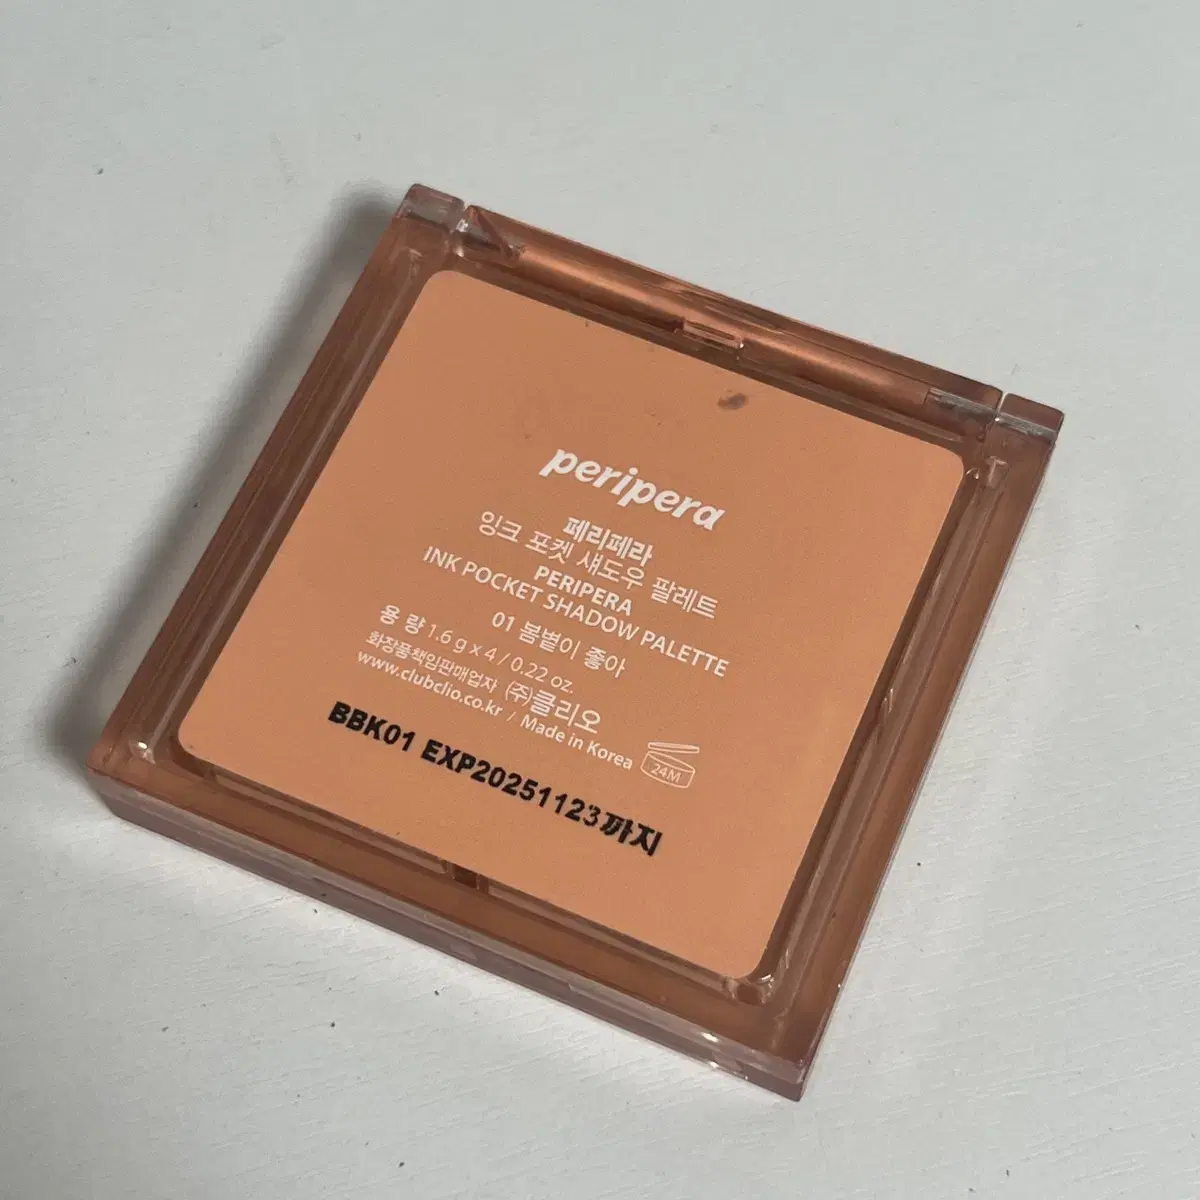 peripera
페리페라
잉크 포켓 섀도우 팔레트
PERIPERA
INK POCKET SHADOW PALETTE
01 봄볕이 좋아
용 량 1.6 g x 4 / 0.22 oz.
화장품책임판매업자 (주)클리오
www.clubclio.co.kr / Made in Korea
24M
BBK01 EXP20251123까지